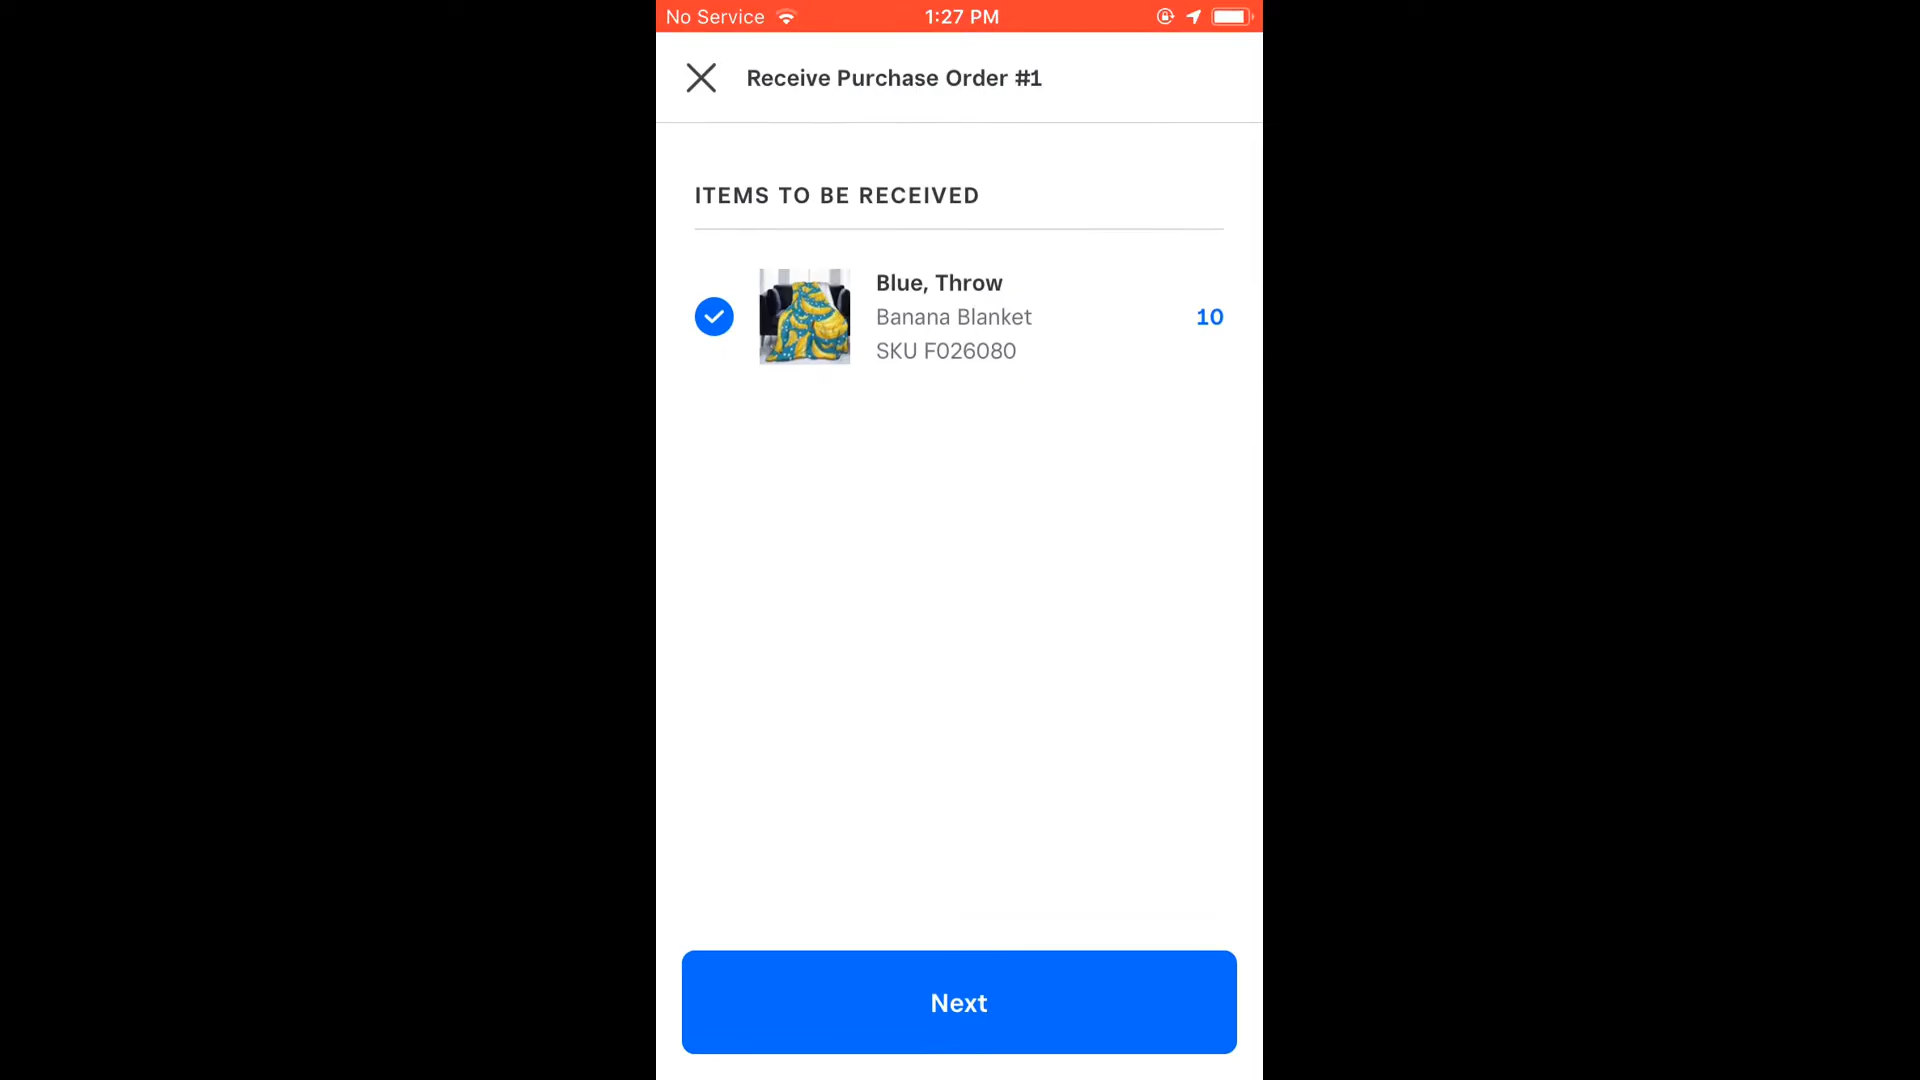 No Service 1:27 PM
Receive Purchase Order #1
ITEMS TO BE RECEIVED
Blue, Throw
Banana Blanket
10
SKU F026080
Next